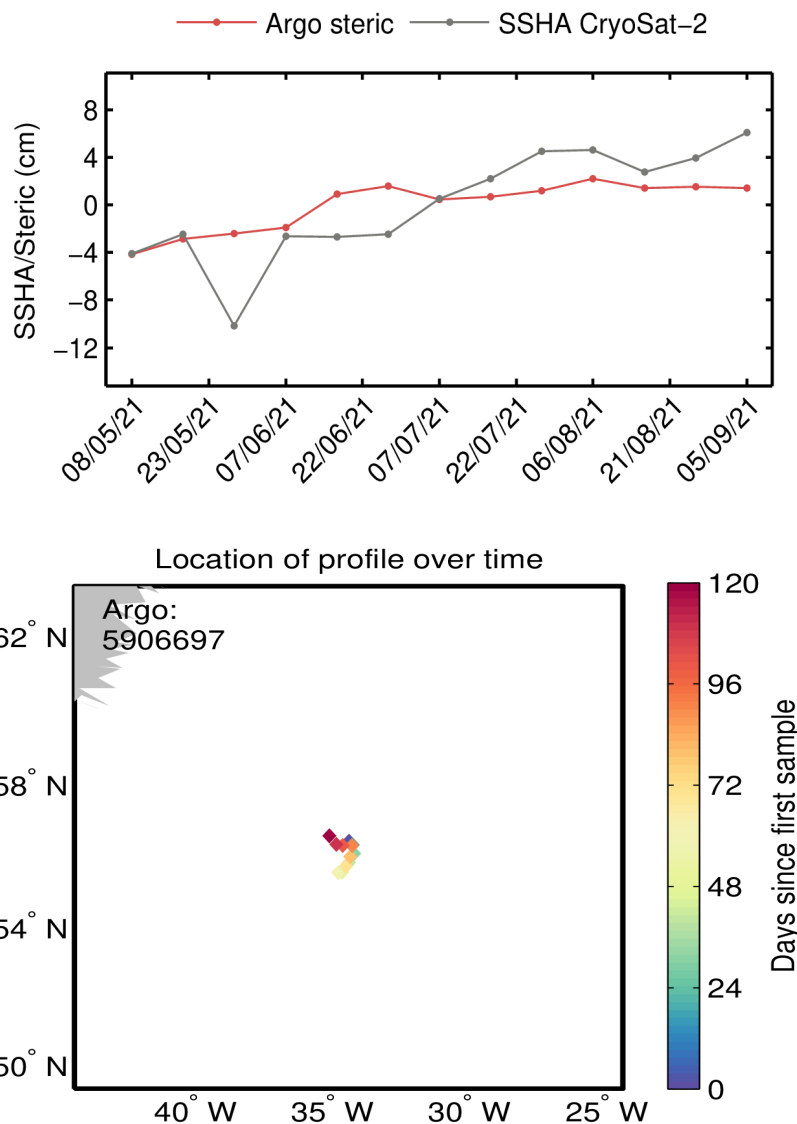 Argo steric SSHA CryoSat−2
SSHA/Steric (cm)
8
4
0
−4
−8
−12
08/05/21 23/05/21 07/06/21 22/06/21 07/07/21 22/07/21 06/08/21 21/08/21 05/09/21
Location of profile over time
Argo:
5906697
62° N
58° N
54° N
50° N
40° W 35° W 30° W 25° W
120
96
72
48
24
0
Days since first sample